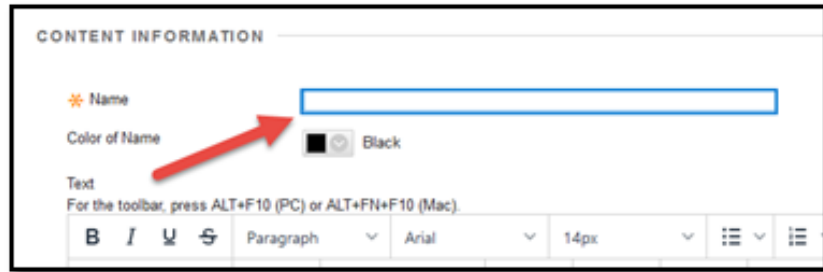 CONTENT INFORMATION
Name
Color of Name
Black
Text
For the toolbar, press ALT+F10 (PC) or ALT+FN+F10 (Mac).
B I U S Paragraph Arial 14px